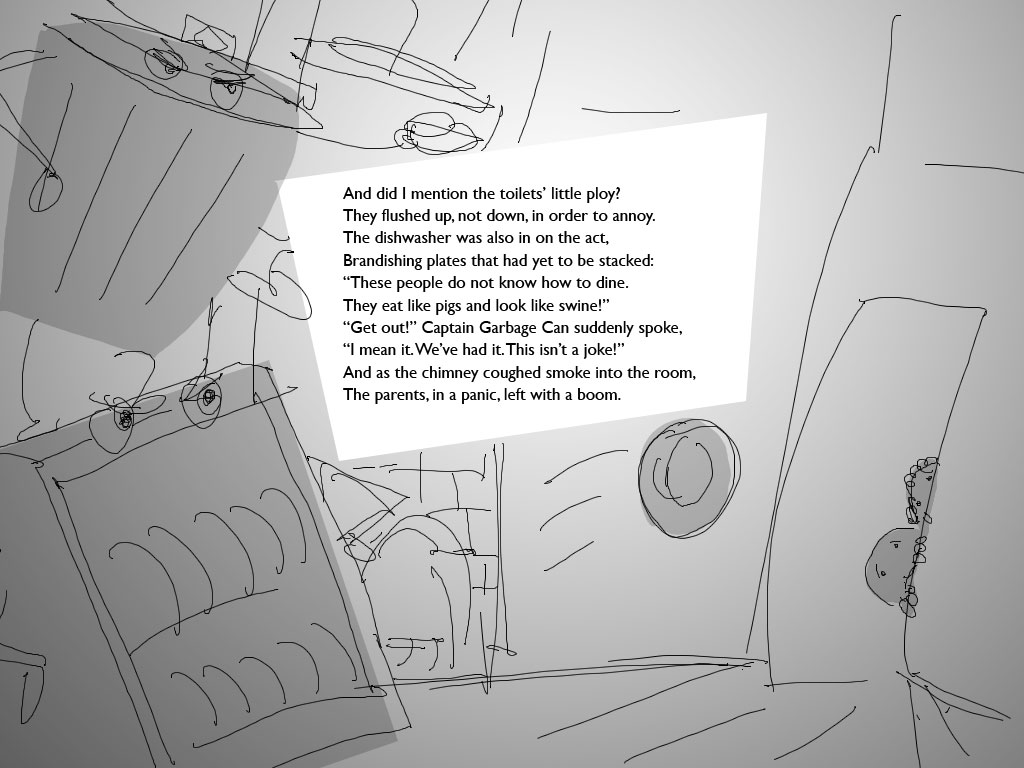 And did I mention the toilets’ little ploy?
They flushed up, not down, in order to annoy.
The dishwasher was also in on the act,
Brandishing plates that had yet to be stacked:
“These people do not know how to dine.
They eat like pigs and look like swine!”
“Get out!” Captain Garbage Can suddenly spoke,
“I mean it. We’ve had it. This isn’t a joke!”
And as the chimney coughed smoke into the room,
The parents, in a panic, left with a boom.